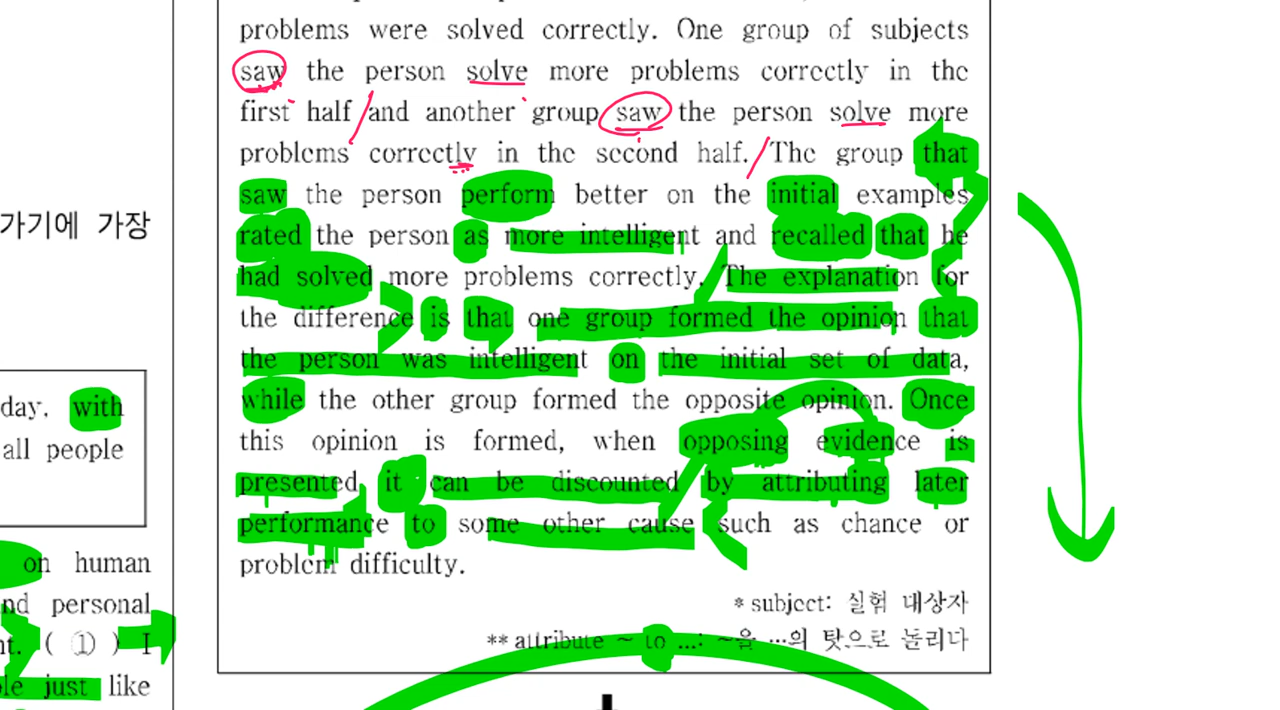 problems were solved correctly. One group of subjects
saw the person solve more problems correctly in the
first half and another group saw the person solve more
problems correctly in the second half. The group that
saw the person perform better on the initial examples
rated the person as more intelligent and recalled that he
had solved more problems correctly. The explanation for
the difference is that one group formed the opinion that
the person was intelligent on the initial set of data,
while the other group formed the opposite opinion. Once
this opinion is formed, when opposing evidence is
presented it can be discounted by attributing later
performance to some other cause such as chance or
problem difficulty.
* subject: 실험 대상자
** attribute ~ to ...: ~을 …의 탓으로 돌리다
가기에 가장
day. with
all people
on human
nd personal
nt. ( ① ) I
ple just like